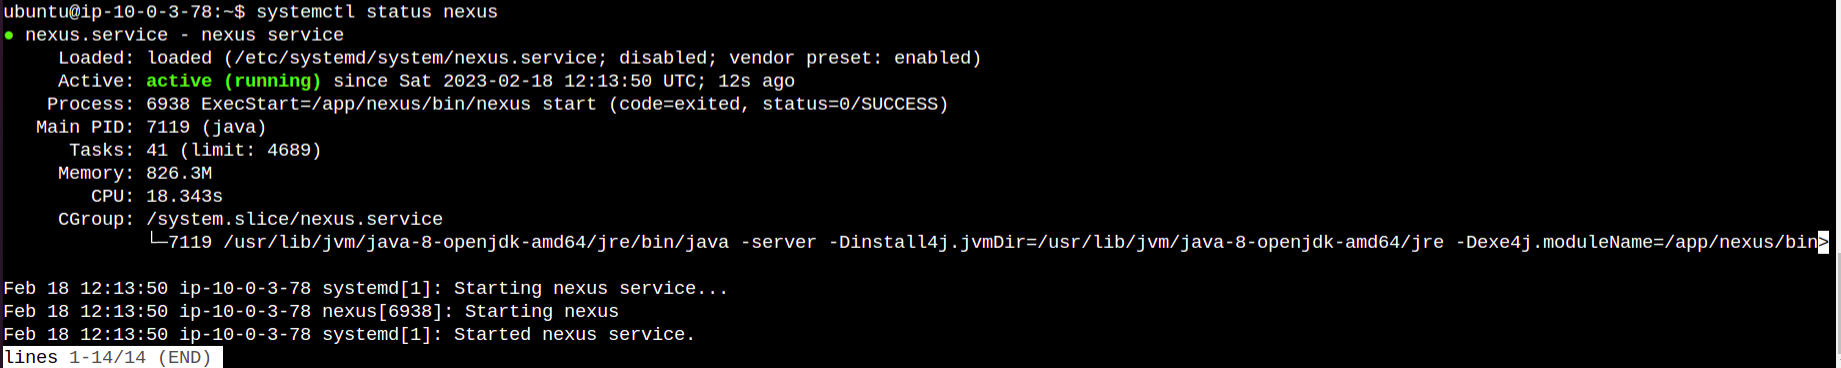 ubuntu@ip-10-0-3-78:~$ systemctl status nexus
● nexus.service - nexus service
     Loaded: loaded (/etc/systemd/system/nexus.service; disabled; vendor preset: enabled)
     Active: active (running) since Sat 2023-02-18 12:13:50 UTC; 12s ago
    Process: 6938 ExecStart=/app/nexus/bin/nexus start (code=exited, status=0/SUCCESS)
   Main PID: 7119 (java)
      Tasks: 41 (limit: 4689)
     Memory: 826.3M
        CPU: 18.343s
     CGroup: /system.slice/nexus.service
             └─7119 /usr/lib/jvm/java-8-openjdk-amd64/jre/bin/java -server -Dinstall4j.jvmDir=/usr/lib/jvm/java-8-openjdk-amd64/jre -Dexe4j.moduleName=/app/nexus/bin>

Feb 18 12:13:50 ip-10-0-3-78 systemd[1]: Starting nexus service...
Feb 18 12:13:50 ip-10-0-3-78 nexus[6938]: Starting nexus
Feb 18 12:13:50 ip-10-0-3-78 systemd[1]: Started nexus service.
lines 1-14/14 (END)